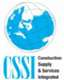 CSSI
Construction
Supply
& Services
Integrated